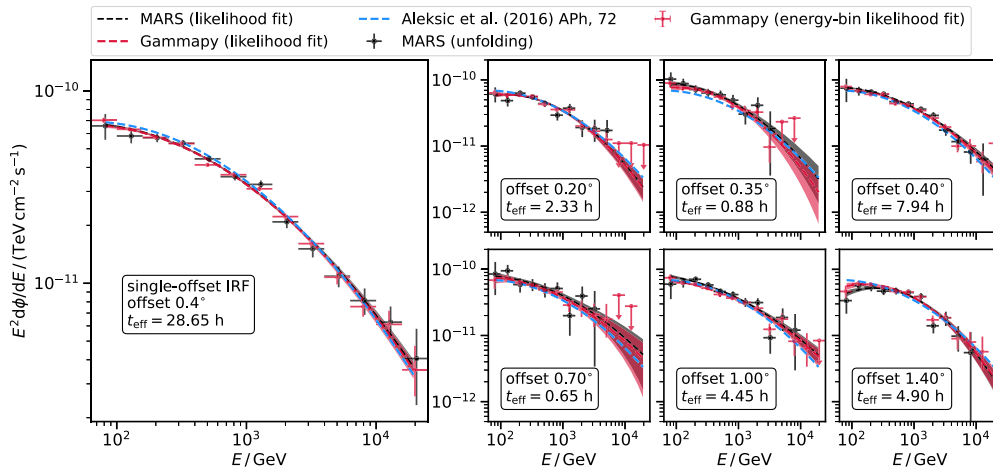 MARS (likelihood fit)
Gammapy (likelihood fit)
Aleksic et al. (2016) APh, 72
MARS (unfolding)
Gammapy (energy-bin likelihood fit)
E² dϕ/dE / (TeV cm⁻² s⁻¹)
10⁻¹⁰
10⁻¹¹
single-offset IRF
offset 0.4°
t_eff = 28.65 h
10² 10³ 10⁴
E / GeV
10⁻¹⁰
10⁻¹¹
10⁻¹²
offset 0.20°
t_eff = 2.33 h
offset 0.35°
t_eff = 0.88 h
offset 0.40°
t_eff = 7.94 h
10⁻¹⁰
10⁻¹¹
10⁻¹²
offset 0.70°
t_eff = 0.65 h
offset 1.00°
t_eff = 4.45 h
offset 1.40°
t_eff = 4.90 h
10² 10³ 10⁴
10² 10³ 10⁴
10² 10³ 10⁴
E / GeV
E / GeV
E / GeV